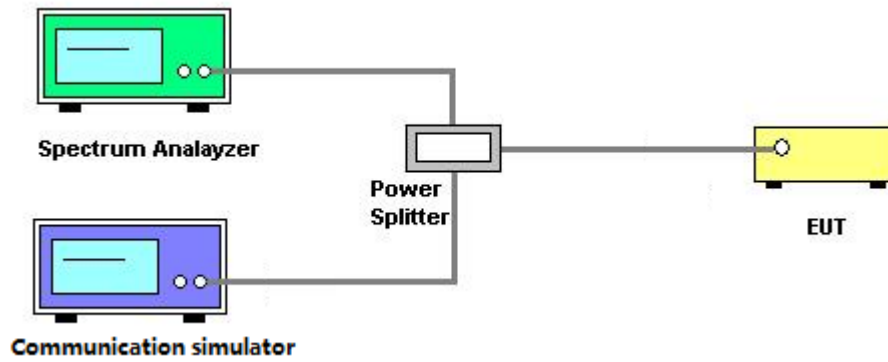 Spectrum Analayzer
Power
Splitter
EUT
Communication simulator